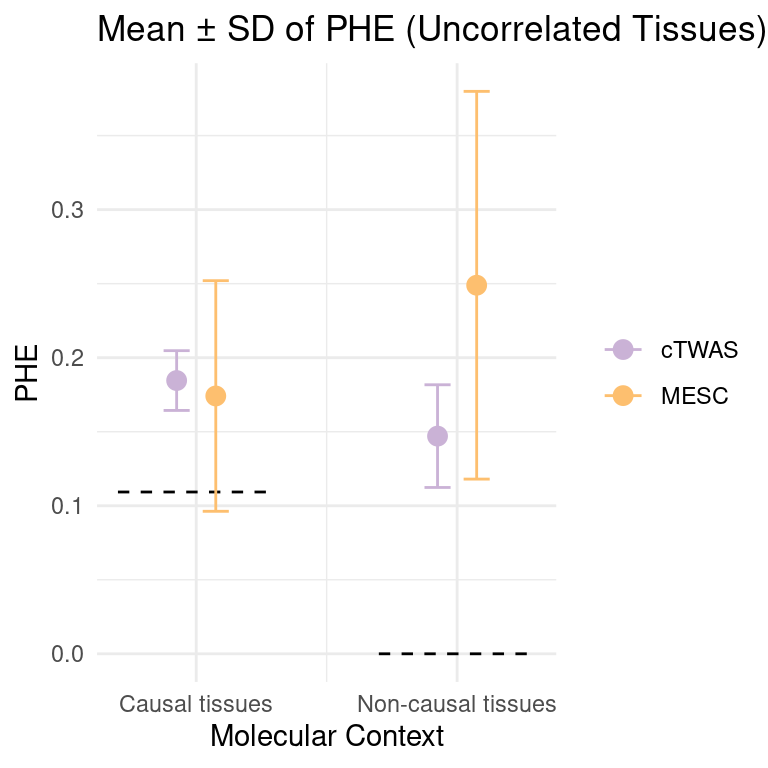 Mean ± SD of PHE (Uncorrelated Tissues)
PHE
0.3
0.2
0.1
0.0
Causal tissues
Non-causal tissues
Molecular Context
cTWAS
MESC